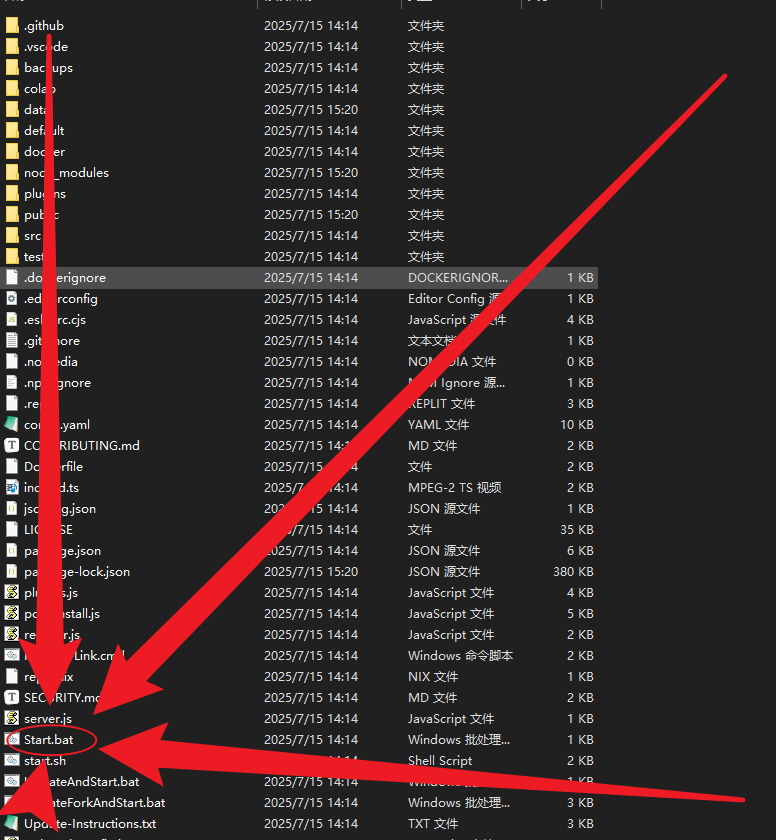 .github 2025/7/15 14:14 文件夹
.vscode 2025/7/15 14:14 文件夹
backups 2025/7/15 14:14 文件夹
colab 2025/7/15 14:14 文件夹
data 2025/7/15 15:20 文件夹
default 2025/7/15 14:14 文件夹
docker 2025/7/15 14:14 文件夹
node_modules 2025/7/15 15:20 文件夹
plugins 2025/7/15 14:14 文件夹
public 2025/7/15 15:20 文件夹
src 2025/7/15 14:14 文件夹
tests 2025/7/15 14:14 文件夹
.dockerignore 2025/7/15 14:14 DOCKERIGNOR... 1 KB
.editorconfig 2025/7/15 14:14 Editor Config 源... 1 KB
.eslintrc.cjs 2025/7/15 14:14 JavaScript 源文件 4 KB
.gitignore 2025/7/15 14:14 文本文档 1 KB
.nomedia 2025/7/15 14:14 NOMEDIA 文件 0 KB
.npmignore 2025/7/15 14:14 NPM Ignore 源... 1 KB
.replit 2025/7/15 14:14 REPLIT 文件 3 KB
config.yaml 2025/7/15 14:14 YAML 文件 10 KB
CONTRIBUTING.md 2025/7/15 14:14 MD 文件 2 KB
Dockerfile 2025/7/15 14:14 文件 2 KB
index.d.ts 2025/7/15 14:14 MPEG-2 TS 视频 2 KB
jsconfig.json 2025/7/15 14:14 JSON 源文件 1 KB
LICENSE 2025/7/15 14:14 文件 35 KB
package.json 2025/7/15 14:14 JSON 源文件 6 KB
package-lock.json 2025/7/15 15:20 JSON 源文件 380 KB
plugins.js 2025/7/15 14:14 JavaScript 文件 4 KB
post-install.js 2025/7/15 14:14 JavaScript 文件 5 KB
recover.js 2025/7/15 14:14 JavaScript 文件 2 KB
Link.cmd 2025/7/15 14:14 Windows 命令脚本 2 KB
replit.nix 2025/7/15 14:14 NIX 文件 1 KB
SECURITY.md 2025/7/15 14:14 MD 文件 2 KB
server.js 2025/7/15 14:14 JavaScript 文件 1 KB
Start.bat 2025/7/15 14:14 Windows 批处理... 1 KB
start.sh 2025/7/15 14:14 Shell Script 2 KB
UpdateAndStart.bat 2025/7/15 14:14 Windows 批处理... 1 KB
UpdateForkAndStart.bat 2025/7/15 14:14 Windows 批处理... 3 KB
Update-Instructions.txt 2025/7/15 14:14 TXT 文件 2 KB